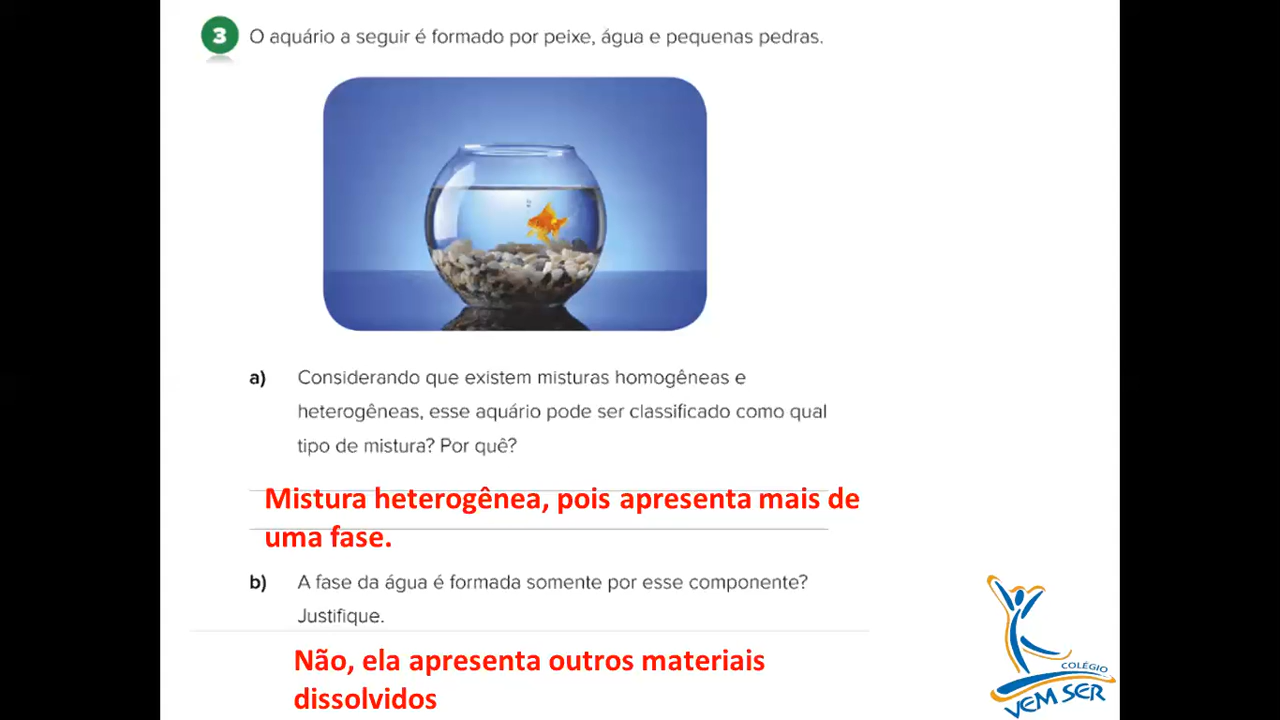 3 O aquário a seguir é formado por peixe, água e pequenas pedras.
a) Considerando que existem misturas homogêneas e
heterogêneas, esse aquário pode ser classificado como qual
tipo de mistura? Por quê?
Mistura heterogênea, pois apresenta mais de
uma fase.
b) A fase da água é formada somente por esse componente?
Justifique.
Não, ela apresenta outros materiais
dissolvidos
COLÉGIO
VEM SER